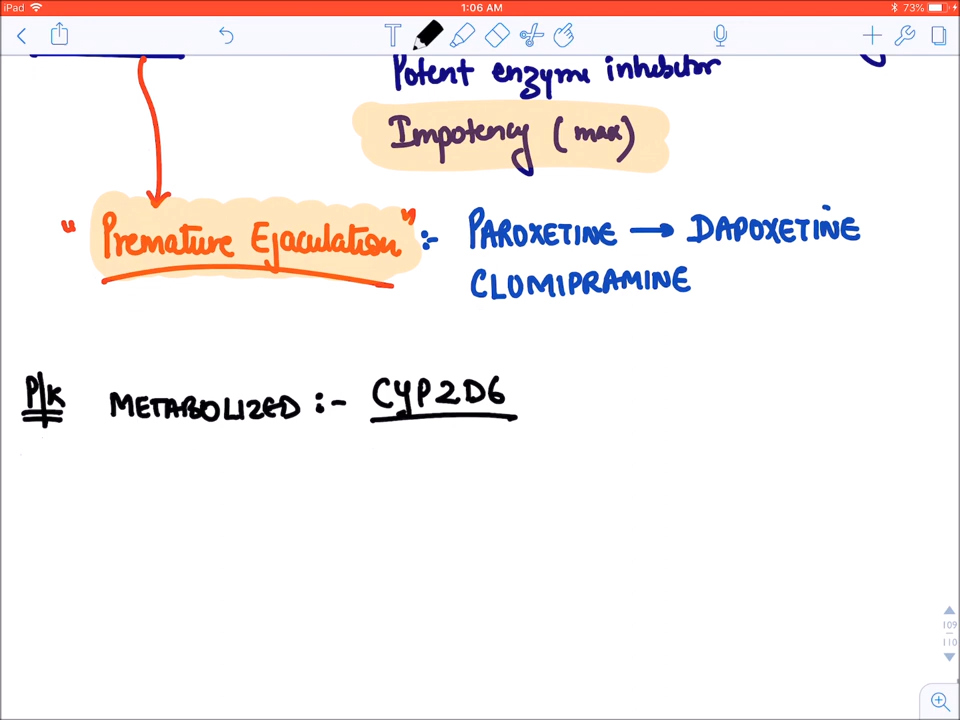 iPad 1:06 AM 73%
T
Potent enzyme inhibitor
Impotency (max)
" Premature Ejaculation" :- PAROXETINE → DAPOXETINE
CLOMIPRAMINE
P/K METABOLIZED :- CYP2D6
109
110